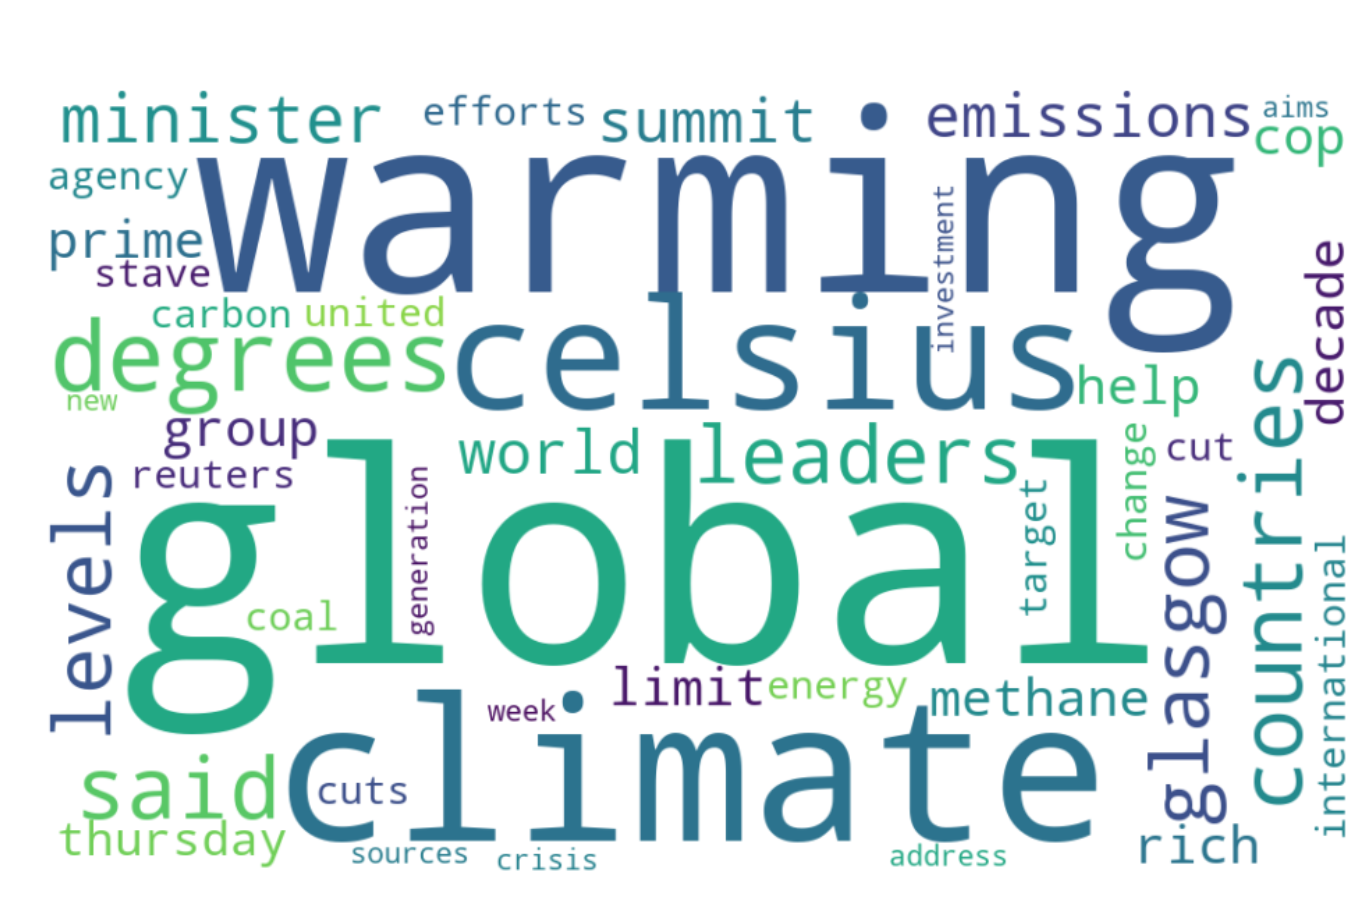 minister
efforts
summit
emissions
aims
cop
agency
warming
prime
stave
investment
decade
carbon
united
degrees
celsius
new
help
countries
group
world
leaders
change
cut
reuters
levels
global
generation
target
glasgow
international
coal
limit
energy
methane
week
climate
said
cuts
thursday
sources
crisis
address
rich